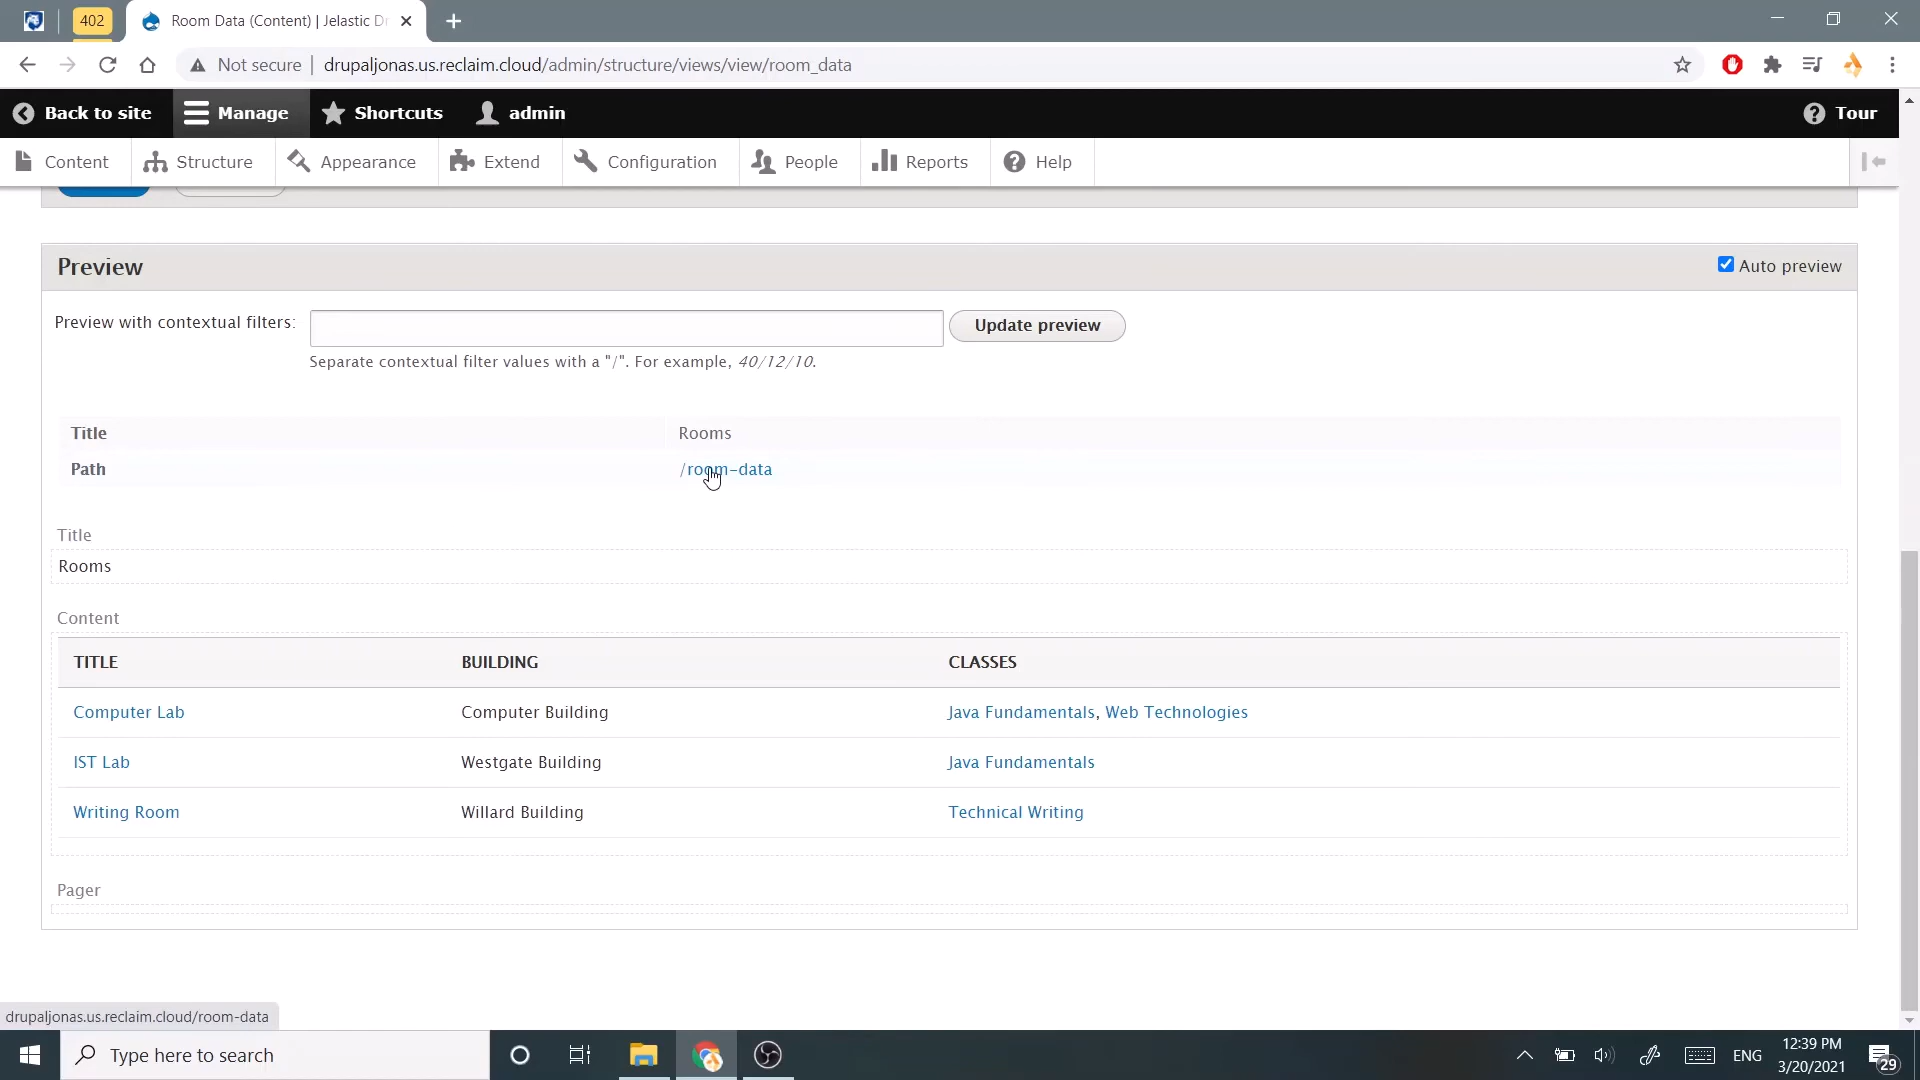 402
Room Data (Content) | Jelastic Dr
Not secure | drupaljonas.us.reclaim.cloud/admin/structure/views/view/room_data
Back to site Manage Shortcuts admin Tour
Content Structure Appearance Extend Configuration People Reports Help
Preview
Auto preview
Preview with contextual filters: Update preview
Separate contextual filter values with a "/". For example, 40/12/10.
Title Rooms
Path /room-data
Title
Rooms
Content
TITLE BUILDING CLASSES
Computer Lab Computer Building Java Fundamentals, Web Technologies
IST Lab Westgate Building Java Fundamentals
Writing Room Willard Building Technical Writing
Pager
drupaljonas.us.reclaim.cloud/room-data
Type here to search
ENG
12:39 PM
3/20/2021
29